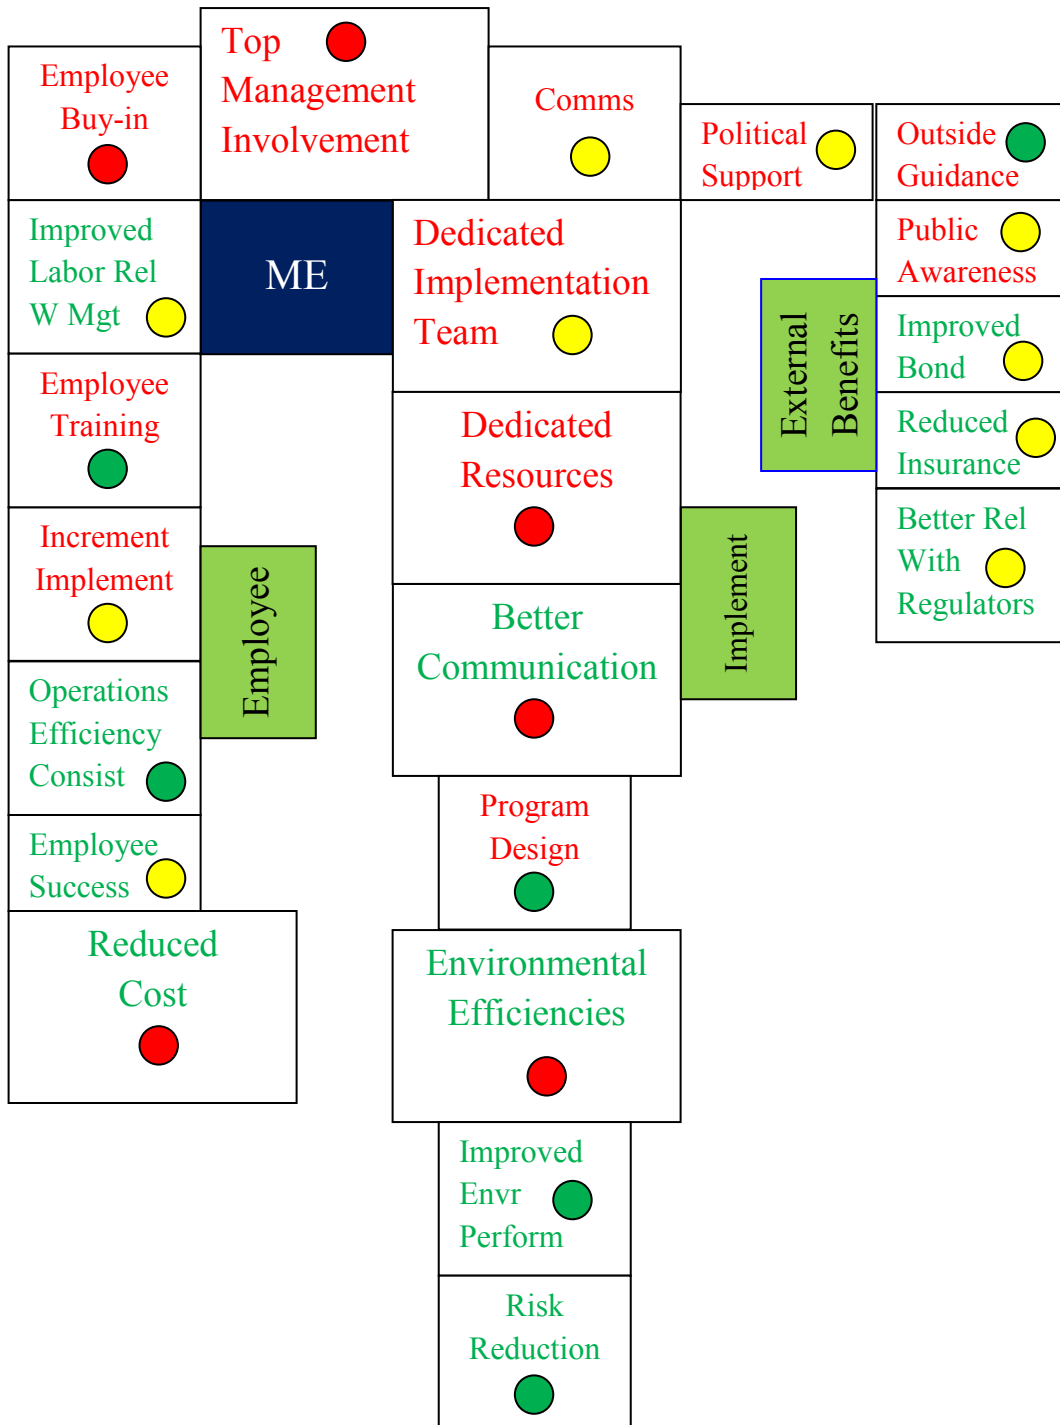 Top
Management
Involvement
Employee
Buy-in
Comms
Political
Support
Outside
Guidance
Improved
Labor Rel
W Mgt
ME
Dedicated
Implementation
Team
External
Benefits
Public
Awareness
Improved
Bond
Reduced
Insurance
Better Rel
With
Regulators
Employee
Training
Dedicated
Resources
Increment
Implement
Employee
Implement
Better
Communication
Operations
Efficiency
Consist
Program
Design
Employee
Success
Reduced
Cost
Environmental
Efficiencies
Improved
Envr
Perform
Risk
Reduction